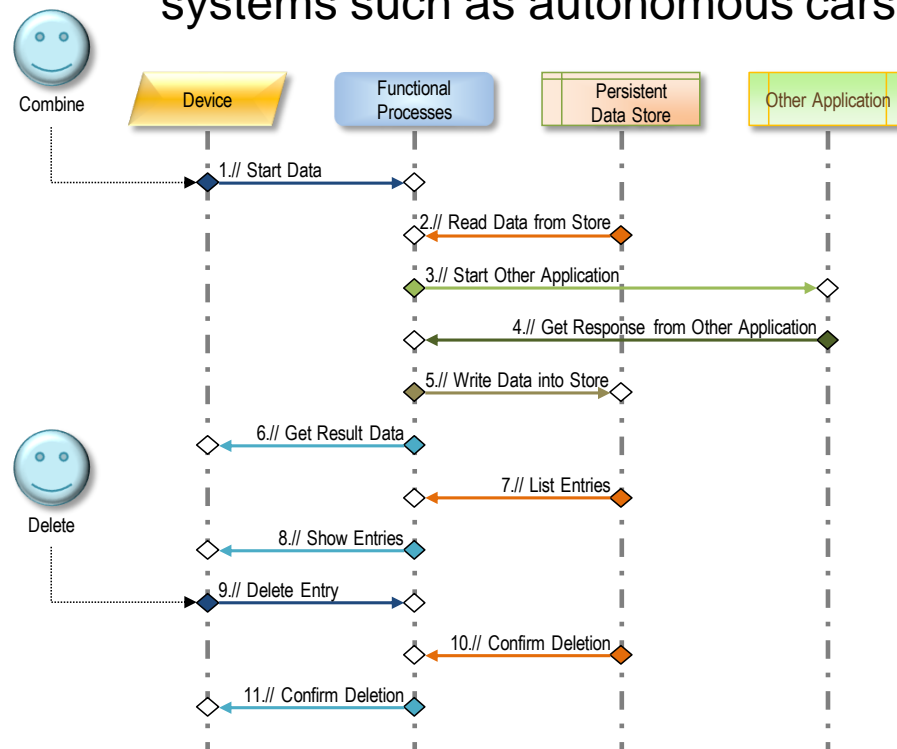 systems such as autonomous cars
Combine
Device
Functional
Processes
Persistent
Data Store
Other Application
1.// Start Data
2.// Read Data from Store
3.// Start Other Application
4.// Get Response from Other Application
5.// Write Data into Store
6.// Get Result Data
7.// List Entries
Delete
8.// Show Entries
9.// Delete Entry
10.// Confirm Deletion
11.// Confirm Deletion